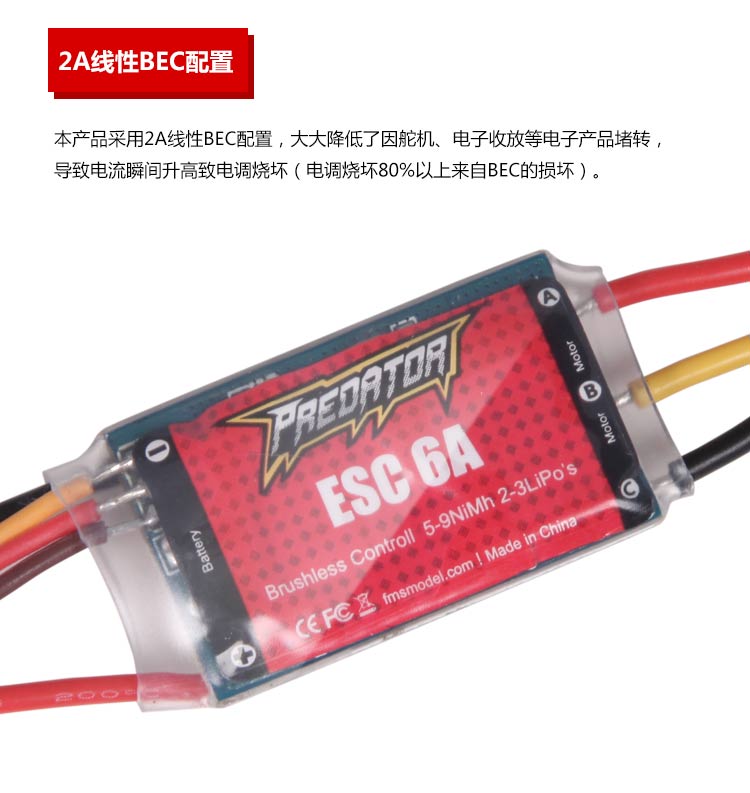 2A线性BEC配置
本产品采用2A线性BEC配置，大大降低了因舵机、电子收放等电子产品堵转，
导致电流瞬间升高致电调烧坏（电调烧坏80%以上来自BEC的损坏）。
A
Motor
B
Motor
C
PREDATOR
ESC 6A
Brushless Controll 5-9NiMh 2-3LiPo's
CE FC fmsmodel.com ! Made in China
Battery
200